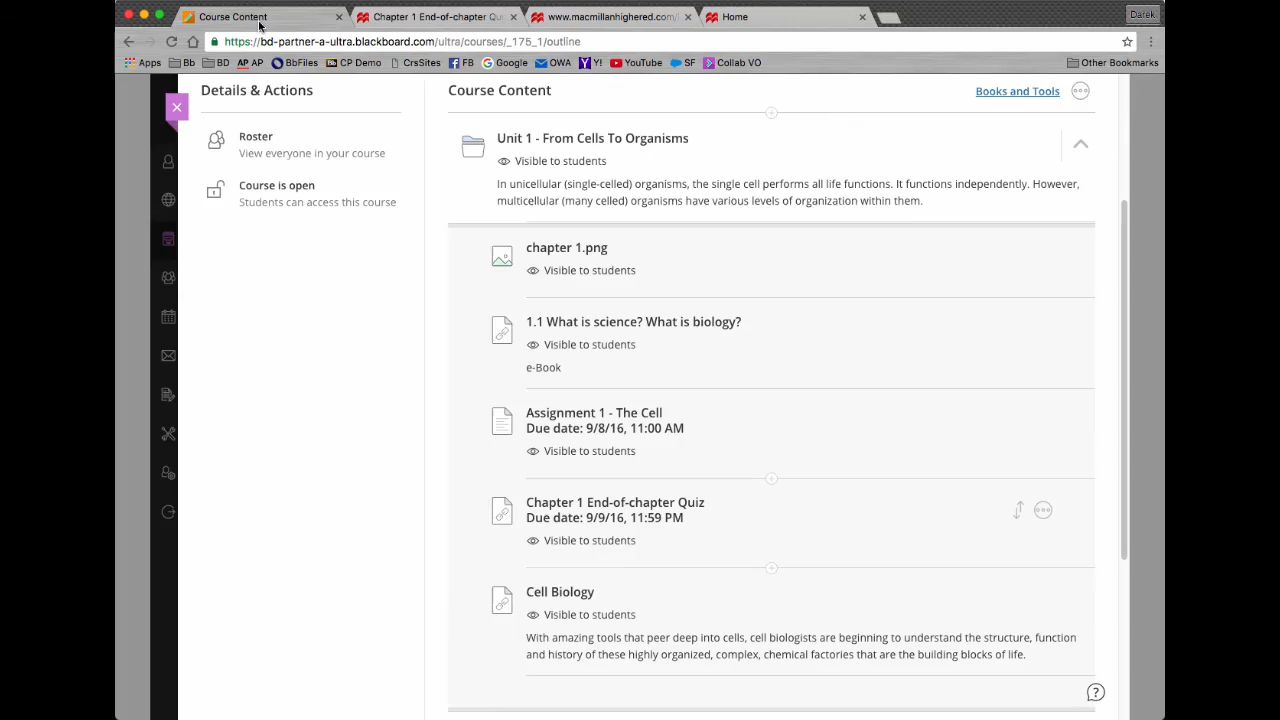 Course Content
Chapter 1 End-of-chapter Qui
www.macmillanhighered.com/
Home
Darek
https://bd-partner-a-ultra.blackboard.com/ultra/courses/_175_1/outline
Apps
Bb
BD
AP AP
BbFiles
CP Demo
CrsSites
FB
Google
OWA
Y!
YouTube
SF
Collab VO
Other Bookmarks
Details & Actions
Roster
View everyone in your course
Course is open
Students can access this course
Course Content
Books and Tools
Unit 1 - From Cells To Organisms
Visible to students
In unicellular (single-celled) organisms, the single cell performs all life functions. It functions independently. However,
multicellular (many celled) organisms have various levels of organization within them.
chapter 1.png
Visible to students
1.1 What is science? What is biology?
Visible to students
e-Book
Assignment 1 - The Cell
Due date: 9/8/16, 11:00 AM
Visible to students
Chapter 1 End-of-chapter Quiz
Due date: 9/9/16, 11:59 PM
Visible to students
Cell Biology
Visible to students
With amazing tools that peer deep into cells, cell biologists are beginning to understand the structure, function
and history of these highly organized, complex, chemical factories that are the building blocks of life.
?